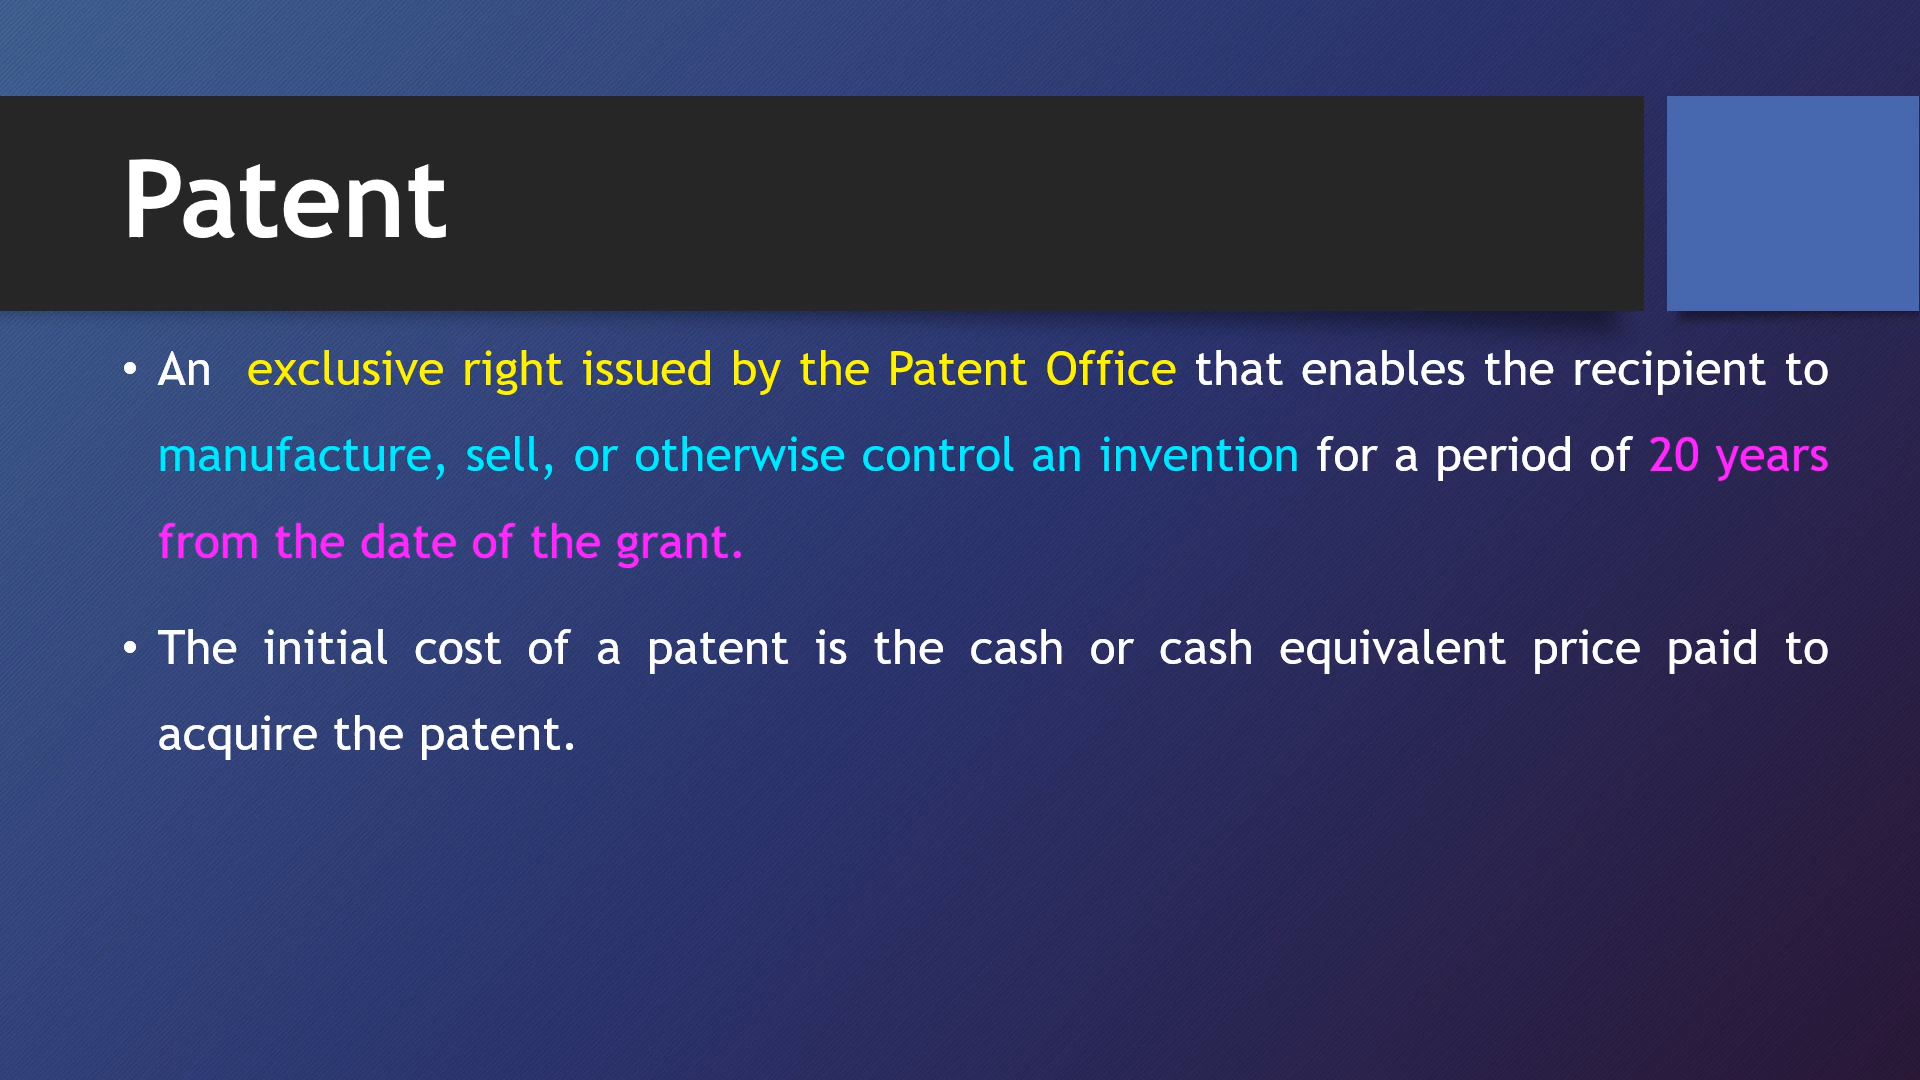 Patent
• An exclusive right issued by the Patent Office that enables the recipient to
manufacture, sell, or otherwise control an invention for a period of 20 years
from the date of the grant.
• The initial cost of a patent is the cash or cash equivalent price paid to
acquire the patent.